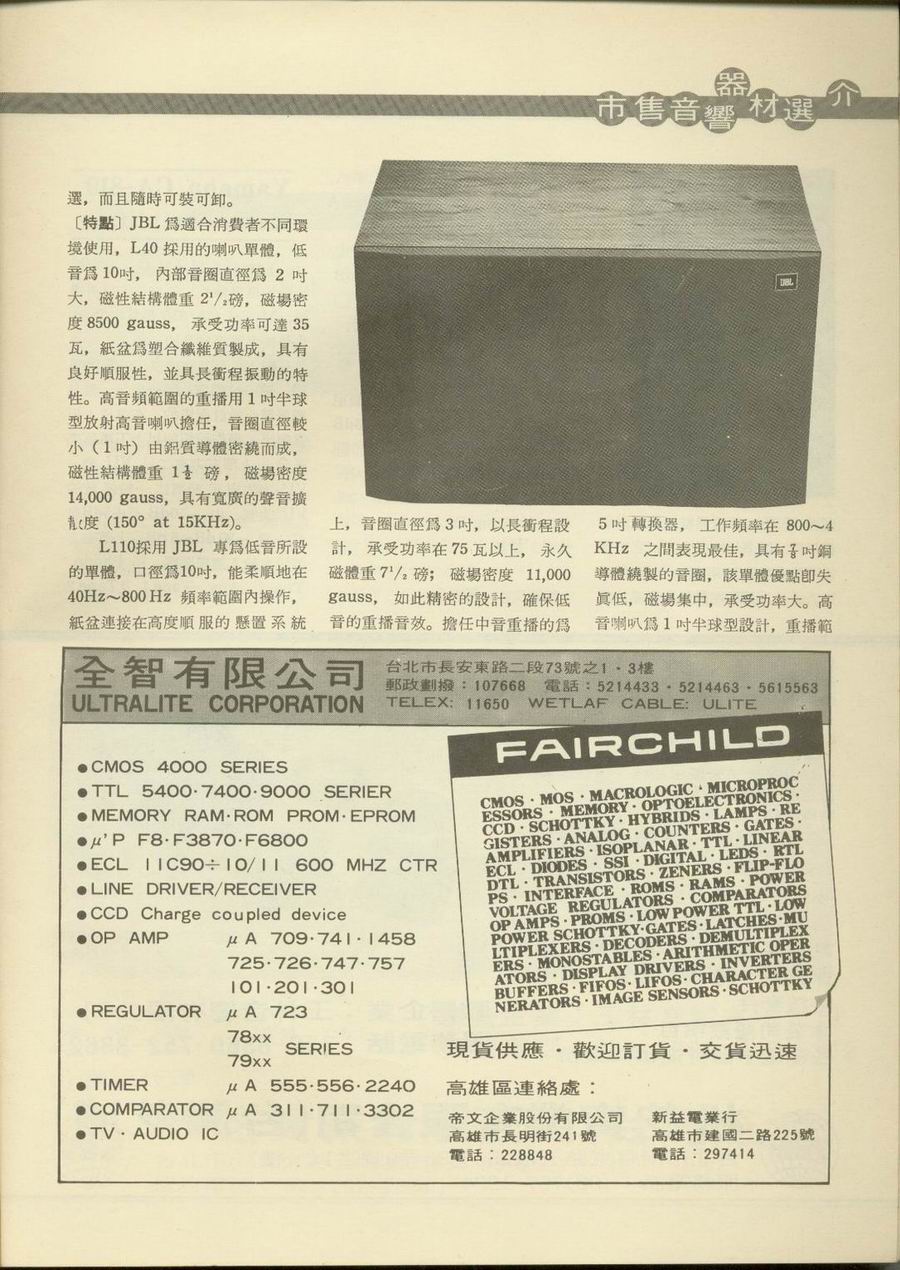 市售音響器材選介
選，而且隨時可裝可卸。
〔特點〕JBL 爲適合消費者不同環
境使用，L40 採用的喇叭單體，低
音爲10吋， 內部音圈直徑爲 2 吋
大，磁性結構體重 2¹/₂磅，磁場密
度 8500 gauss， 承受功率可達 35
瓦，紙盆爲塑合纖維質製成，具有
良好順服性，並具長衝程振動的特
性。高音頻範圍的重播用 1 吋半球
型放射高音喇叭擔任，音圈直徑較
小（1吋）由鋁質導體密繞而成，
磁性結構體重 1½ 磅， 磁場密度
14,000 gauss，具有寬廣的聲音擴
度 (150° at 15KHz)。
L110採用 JBL 專爲低音所設
的單體，口徑爲10吋，能柔順地在
40Hz～800 Hz 頻率範圍內操作，
紙盆連接在高度順服的懸置系統
JBL
上，音圈直徑爲 3 吋，以長衝程設
計， 承受功率在 75 瓦以上， 永久
磁體重 7¹/₂ 磅； 磁場密度 11,000
gauss， 如此精密的設計，確保低
音的重播音效。擔任中音重播的爲
5 吋 轉換器， 工作頻率在 800～4
KHz 之間表現最佳，具有⅞吋銅
導體繞製的音圈，該單體優點卽失
眞低，磁場集中，承受功率大。高
音喇叭爲 1 吋半球型設計，重播範
全智有限公司
ULTRALITE CORPORATION
台北市長安東路二段73號之1・3樓
郵政劃撥：107668 電話：5214433・5214463・5615563
TELEX: 11650 WETLAF CABLE: ULITE
●CMOS 4000 SERIES
●TTL 5400·7400·9000 SERIER
●MEMORY RAM·ROM PROM·EPROM
●μ'P F8·F3870·F6800
●ECL 11C90÷10/11 600 MHZ CTR
●LINE DRIVER/RECEIVER
●CCD Charge coupled device
●OP AMP μA 709·741·1458
725·726·747·757
101·201·301
●REGULATOR μA 723
78xx
79xx SERIES
●TIMER μA 555·556·2240
●COMPARATOR μA 311·711·3302
●TV·AUDIO IC
FAIRCHILD
CMOS · MOS · MACROLOGIC · MICROPROC
ESSORS · MEMORY · OPTOELECTRONICS ·
CCD · SCHOTTKY · HYBRIDS · LAMPS · RE
GISTERS · ANALOG · COUNTERS · GATES ·
AMPLIFIERS · ISOPLANAR · TTL · LINEAR
ECL · DIODES · SSI · DIGITAL · LEDS · RTL
DTL · TRANSISTORS · ZENERS · FLIP-FLO
PS · INTERFACE · ROMS · RAMS · POWER
VOLTAGE REGULATORS · COMPARATORS
OP AMPS · PROMS · LOW POWER TTL · LOW
POWER SCHOTTKY·GATES·LATCHES·MU
LTIPLEXERS · DECODERS · DEMULTIPLEX
ERS · MONOSTABLES · ARITHMETIC OPER
ATORS · DISPLAY DRIVERS · INVERTERS
BUFFERS · FIFOS · LIFOS · CHARACTER GE
NERATORS · IMAGE SENSORS · SCHOTTKY
現貨供應・歡迎訂貨・交貨迅速
高雄區連絡處：
帝文企業股份有限公司
高雄市長明街241號
電話：228848
新益電業行
高雄市建國二路225號
電話：297414